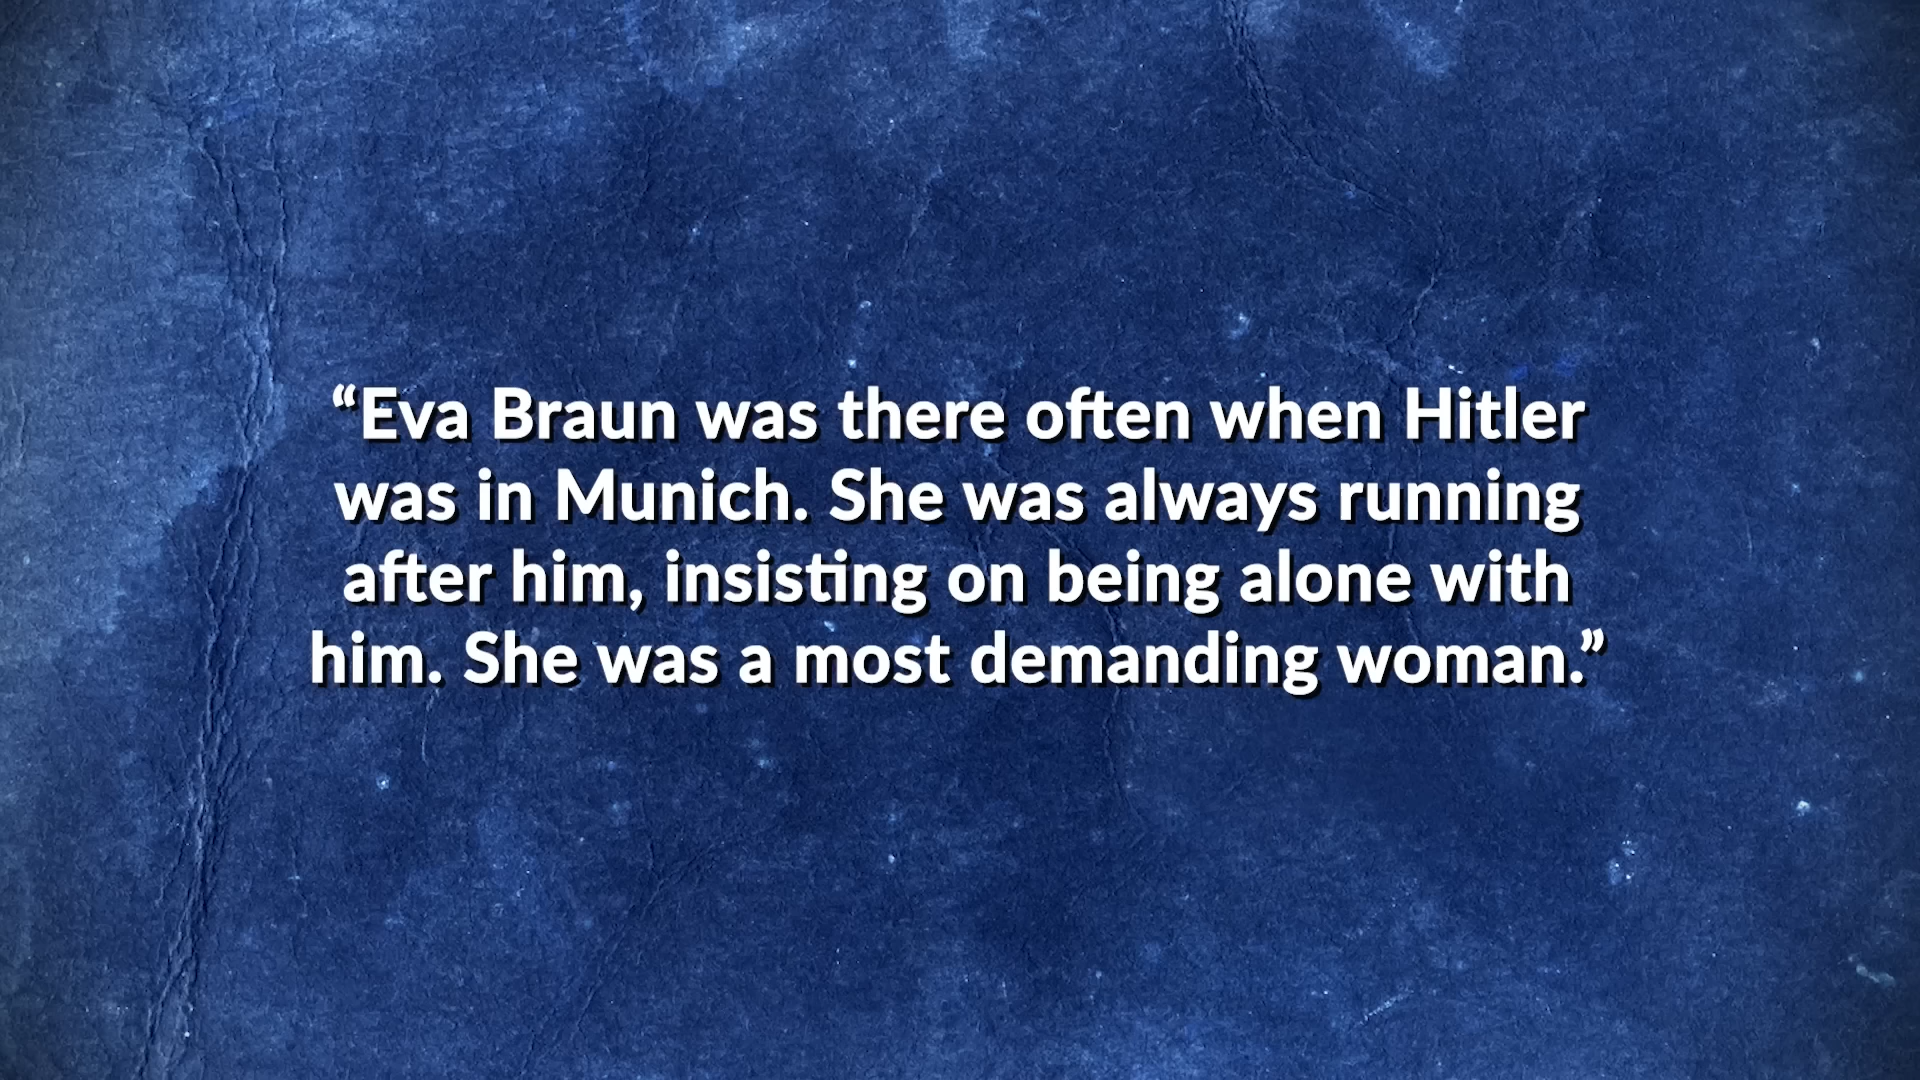 “Eva Braun was there often when Hitler
was in Munich. She was always running
after him, insisting on being alone with
him. She was a most demanding woman.”